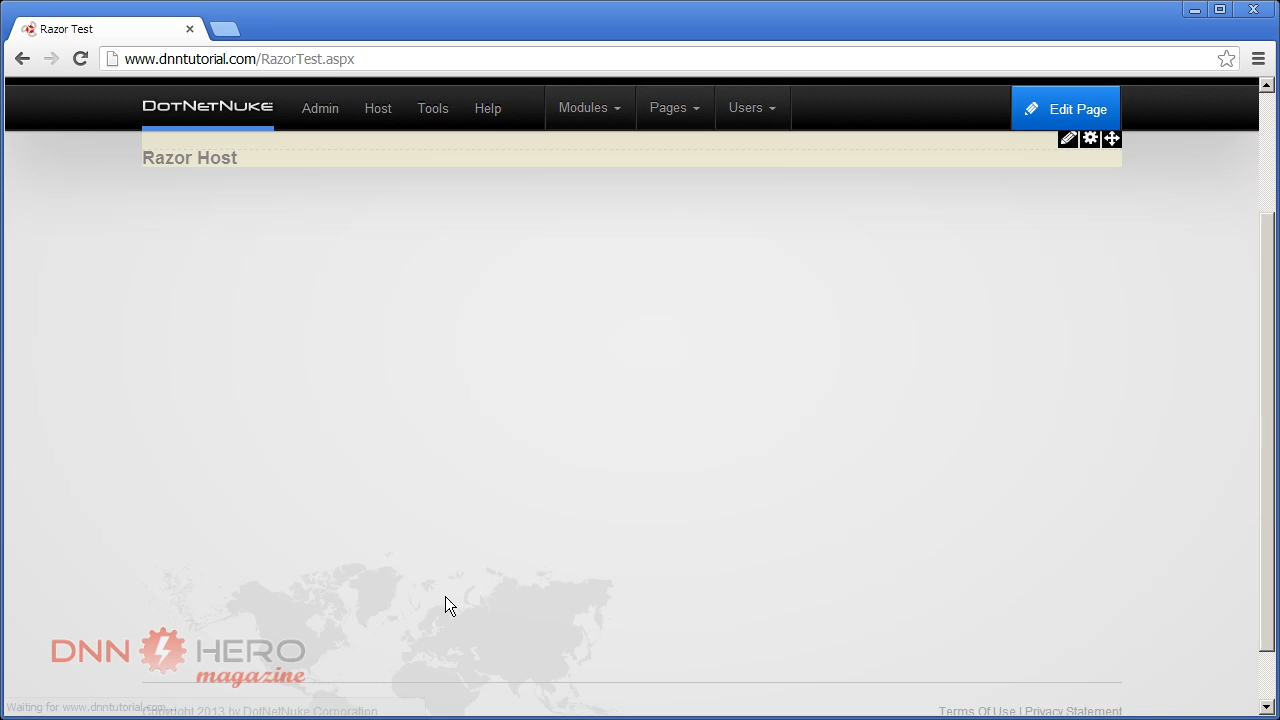 Razor Test
www.dnntutorial.com/RazorTest.aspx
DotNetNuke Admin Host Tools Help Modules Pages Users Edit Page
Razor Host
DNN HERO
magazine
Waiting for www.dnntutorial.com...
Copyright 2013 by DotNetNuke Corporation Terms Of Use | Privacy Statement